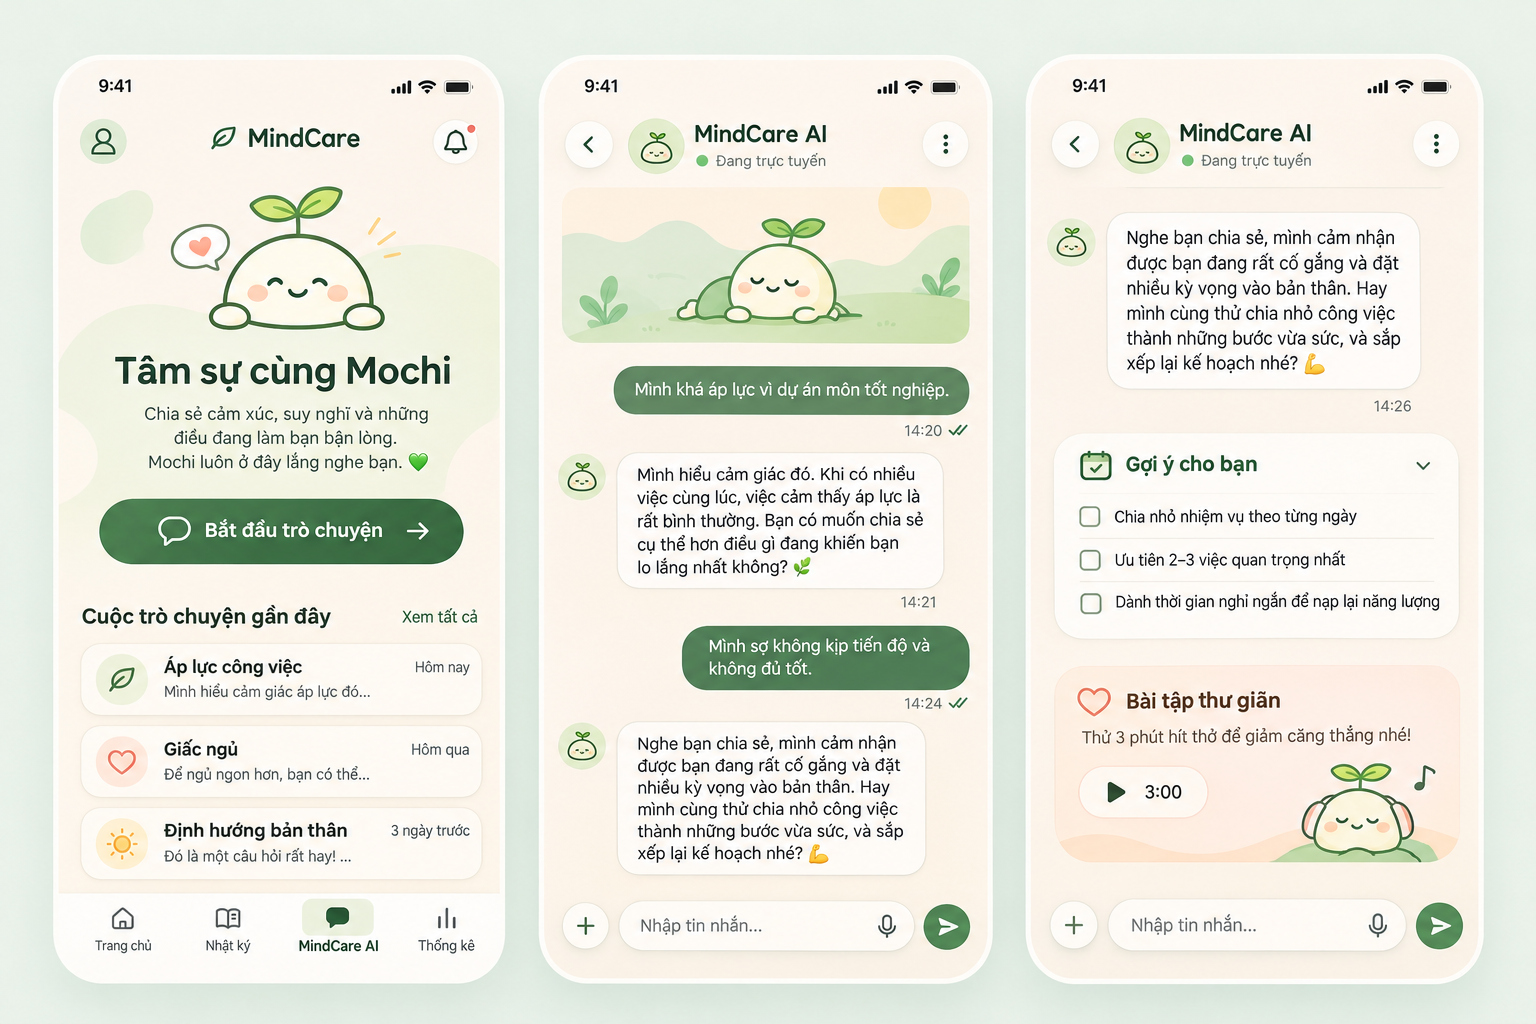 9:41
MindCare
Tâm sự cùng Mochi
Chia sẻ cảm xúc, suy nghĩ và những
điều đang làm bạn bận lòng.
Mochi luôn ở đây lắng nghe bạn. 💚
Bắt đầu trò chuyện
Cuộc trò chuyện gần đây
Xem tất cả
Áp lực công việc
Hôm nay
Mình hiểu cảm giác áp lực đó...
Giấc ngủ
Hôm qua
Để ngủ ngon hơn, bạn có thể...
Định hướng bản thân
3 ngày trước
Đó là một câu hỏi rất hay! ...
Trang chủ
Nhật ký
MindCare AI
Thống kê
9:41
MindCare AI
Đang trực tuyến
Mình khá áp lực vì dự án môn tốt nghiệp.
14:20
Mình hiểu cảm giác đó. Khi có nhiều
việc cùng lúc, việc cảm thấy áp lực là
rất bình thường. Bạn có muốn chia sẻ
cụ thể hơn điều gì đang khiến bạn
lo lắng nhất không? 🌿
14:21
Mình sợ không kịp tiến độ và
không đủ tốt.
14:24
Nghe bạn chia sẻ, mình cảm nhận
được bạn đang rất cố gắng và đặt
nhiều kỳ vọng vào bản thân. Hay
mình cùng thử chia nhỏ công việc
thành những bước vừa sức, và sắp
xếp lại kế hoạch nhé? 💪
Nhập tin nhắn...
9:41
MindCare AI
Đang trực tuyến
Nghe bạn chia sẻ, mình cảm nhận
được bạn đang rất cố gắng và đặt
nhiều kỳ vọng vào bản thân. Hay
mình cùng thử chia nhỏ công việc
thành những bước vừa sức, và sắp
xếp lại kế hoạch nhé? 💪
14:26
Gợi ý cho bạn
Chia nhỏ nhiệm vụ theo từng ngày
Ưu tiên 2–3 việc quan trọng nhất
Dành thời gian nghỉ ngắn để nạp lại năng lượng
Bài tập thư giãn
Thử 3 phút hít thở để giảm căng thẳng nhé!
3:00
Nhập tin nhắn...